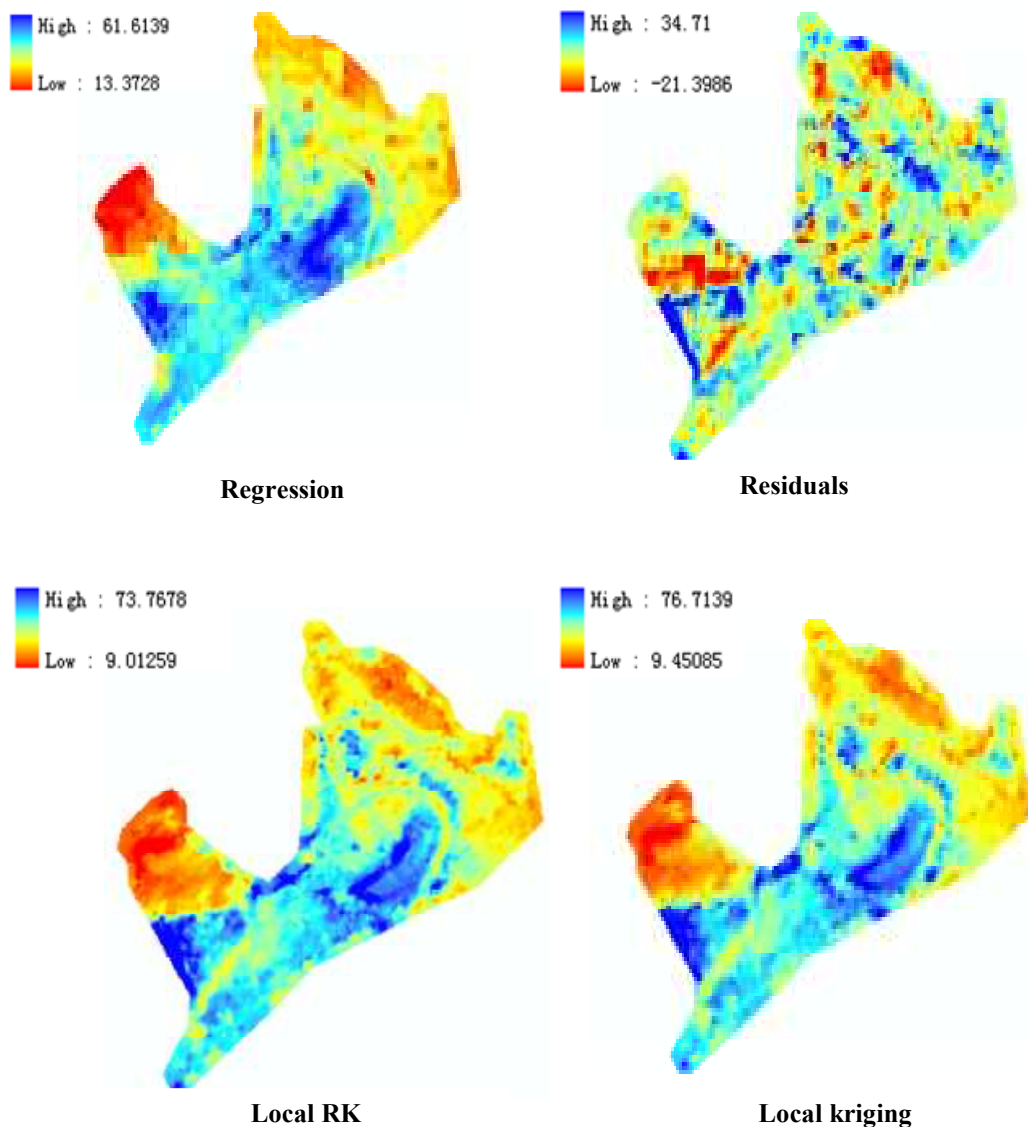 High : 61.6139
Low : 13.3728
High : 34.71
Low : -21.3986
Regression
Residuals
High : 73.7678
Low : 9.01259
High : 76.7139
Low : 9.45085
Local RK
Local kriging